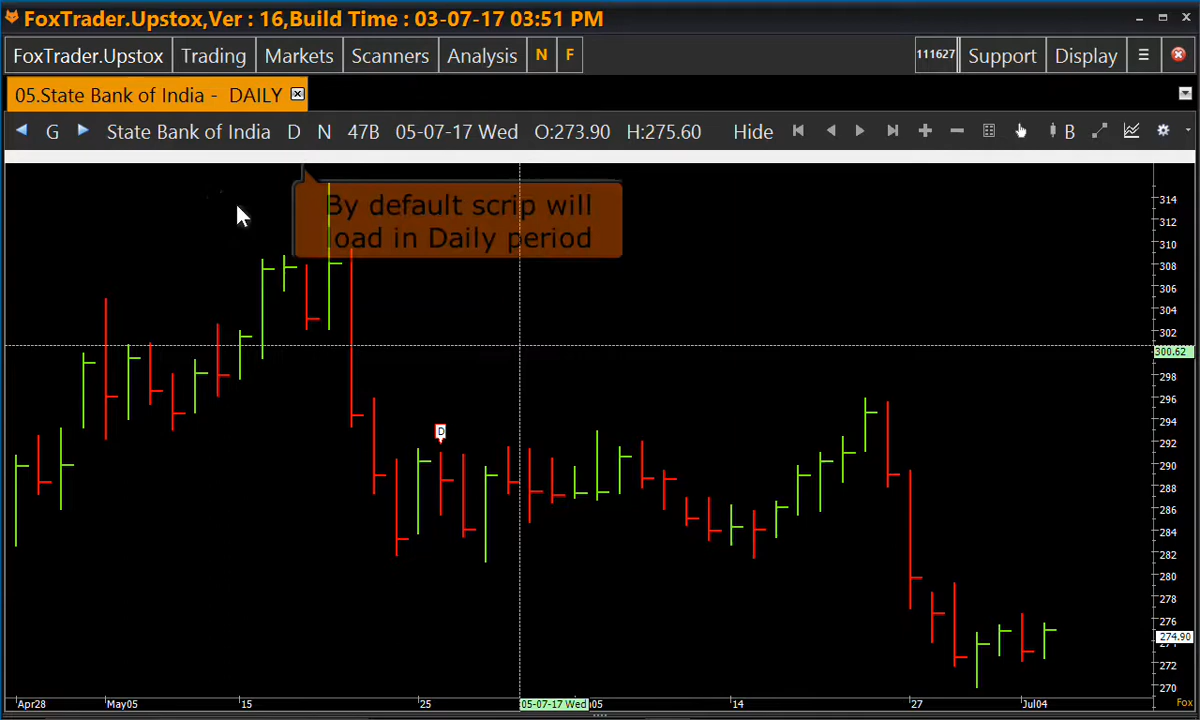 FoxTrader.Upstox,Ver : 16,Build Time : 03-07-17 03:51 PM
FoxTrader.Upstox Trading Markets Scanners Analysis N F 111627 Support Display
05.State Bank of India - DAILY
G State Bank of India D N 47B 05-07-17 Wed O:273.90 H:275.60 Hide B
By default scrip will
load in Daily period
D
314
312
310
308
306
304
302
300.62
298
296
294
292
290
288
286
284
282
280
278
276
274.90
272
270
Apr28 May05 15 25 05-07-17 Wed 05 14 27 Jul04 Fox